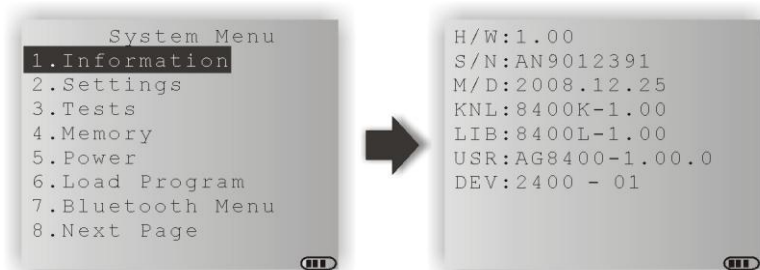 System Menu
1.Information
2.Settings
3.Tests
4.Memory
5.Power
6.Load Program
7.Bluetooth Menu
8.Next Page
H/W:1.00
S/N:AN9012391
M/D:2008.12.25
KNL:8400K-1.00
LIB:8400L-1.00
USR:AG8400-1.00.0
DEV:2400 - 01